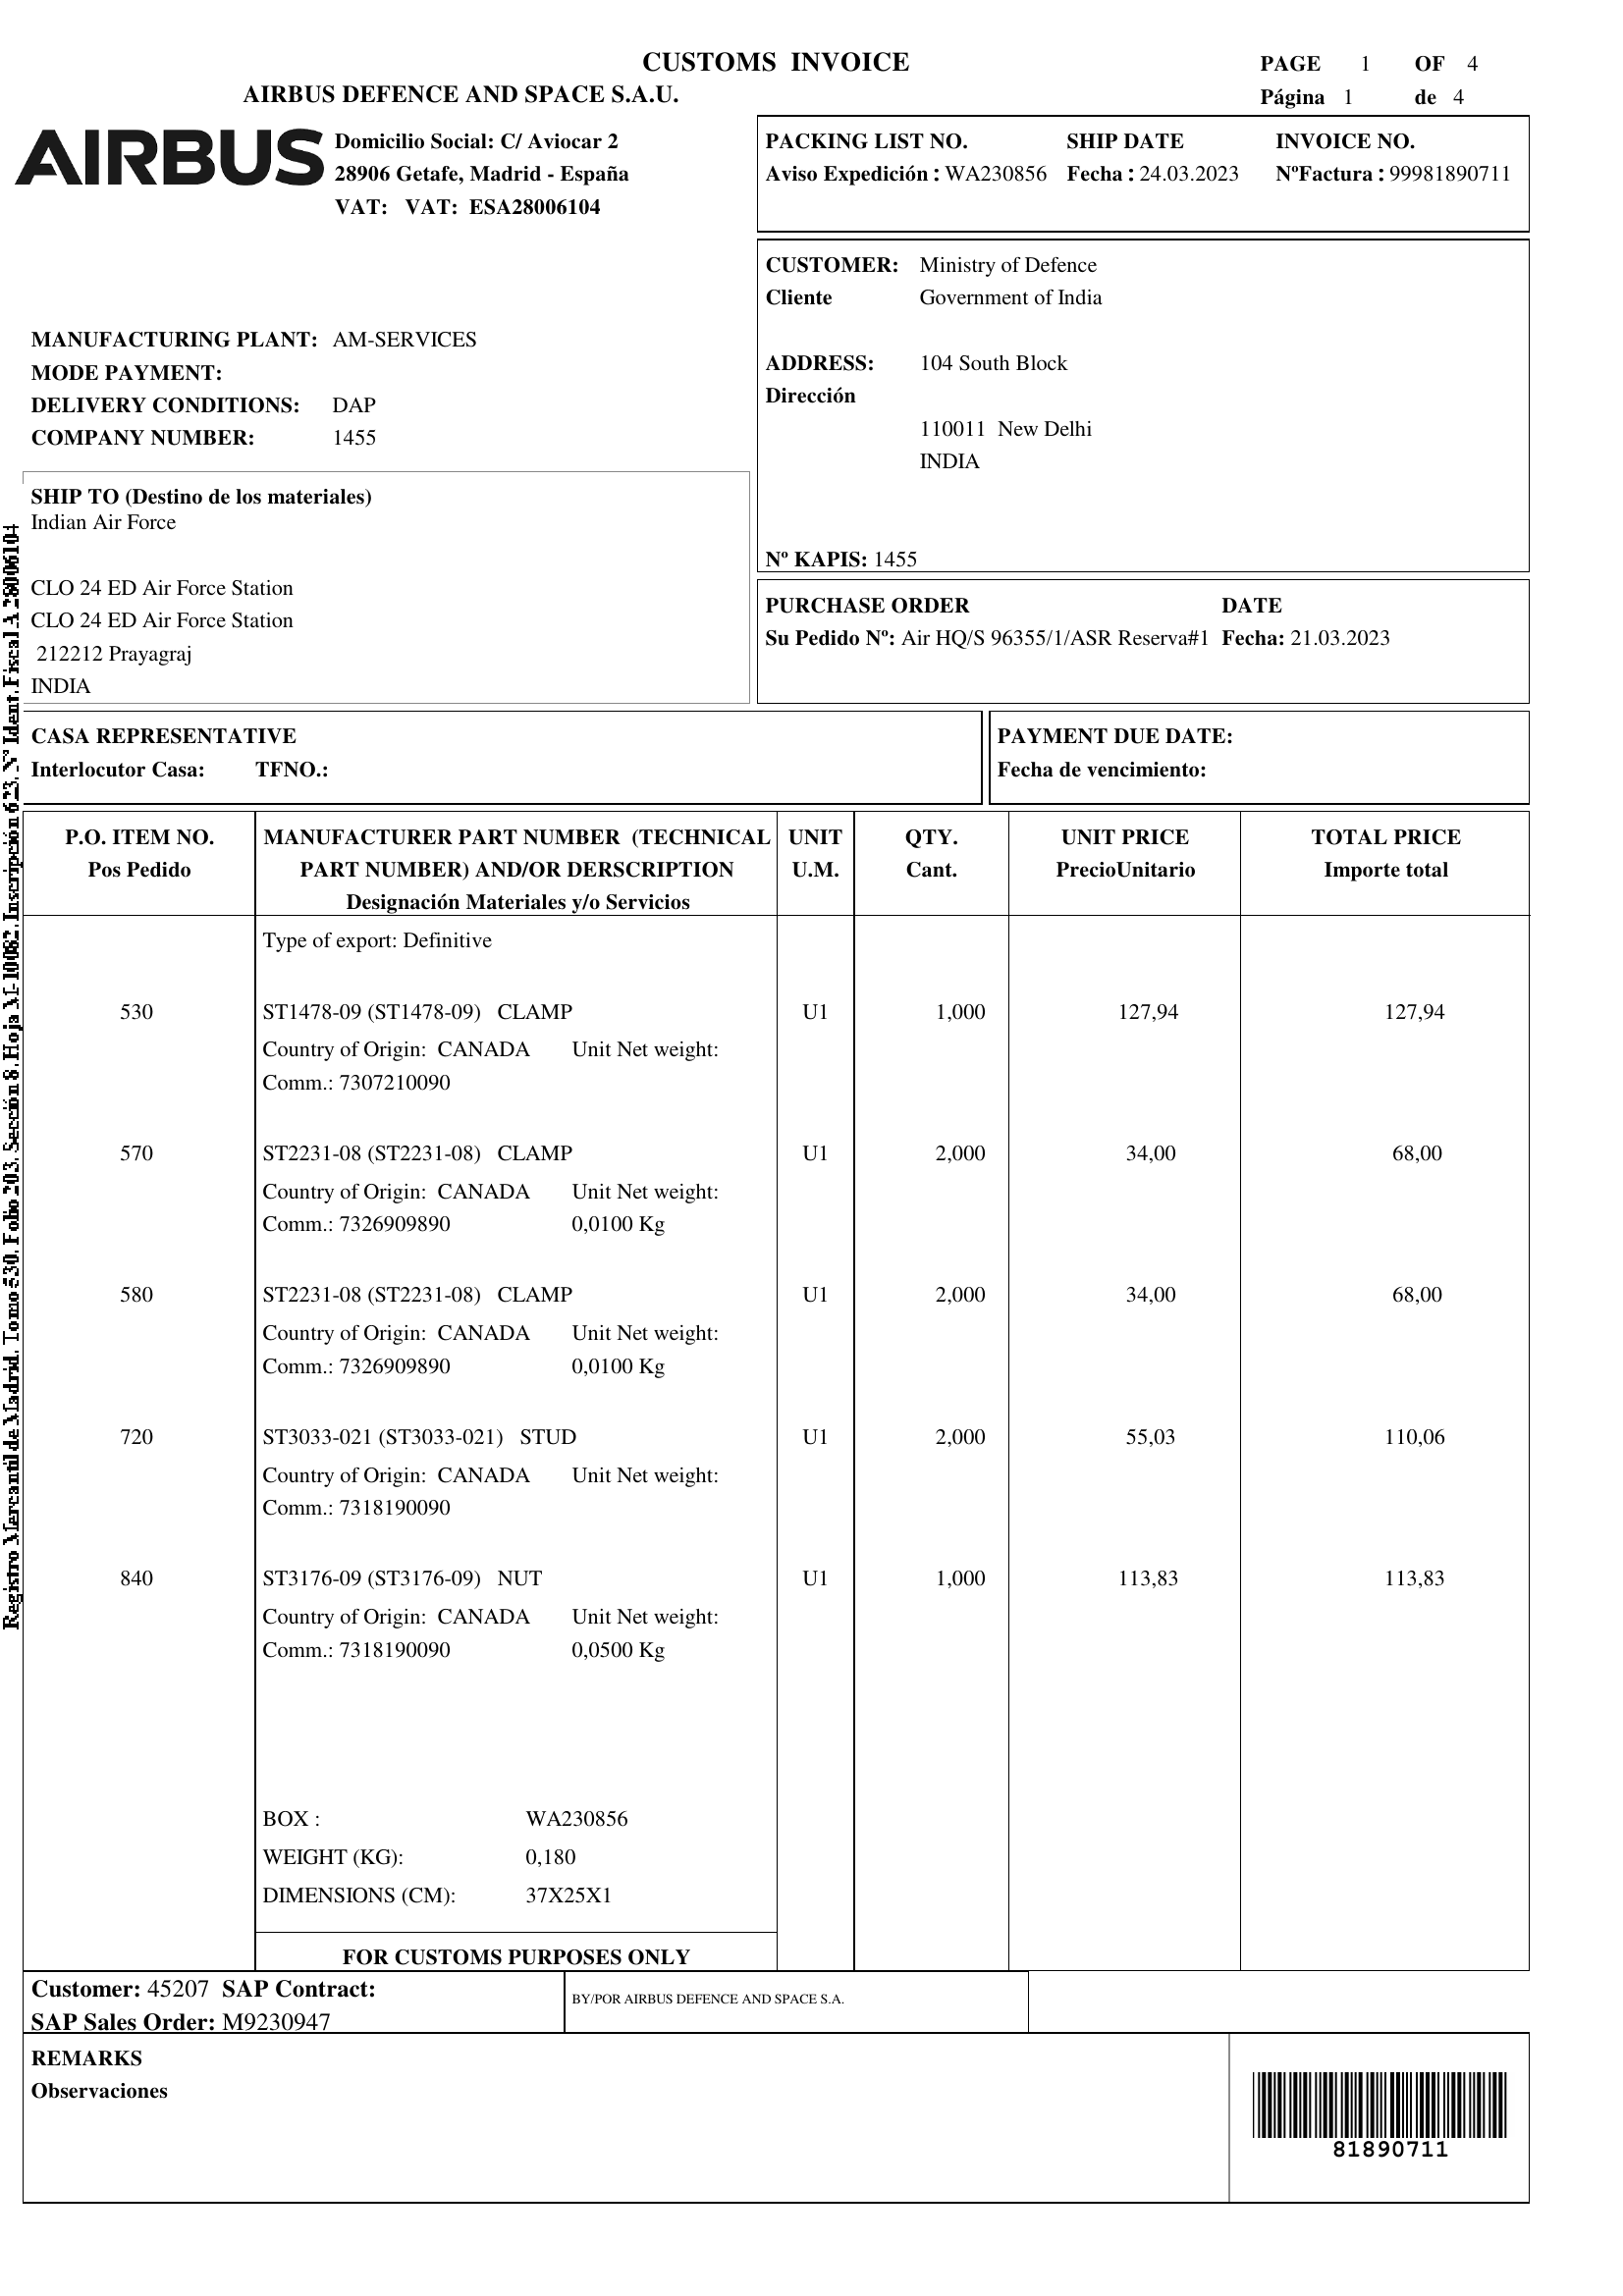 CUSTOMS INVOICE
PAGE 1 OF 4
AIRBUS DEFENCE AND SPACE S.A.U.
Página 1 de 4
AIRBUS
Domicilio Social: C/ Aviocar 2
28906 Getafe, Madrid - España
VAT: VAT: ESA28006104
PACKING LIST NO. SHIP DATE INVOICE NO.
Aviso Expedición : WA230856 Fecha : 24.03.2023 NºFactura : 99981890711
CUSTOMER: Ministry of Defence
Cliente Government of India
ADDRESS: 104 South Block
Dirección
110011 New Delhi
INDIA
Nº KAPIS: 1455
MANUFACTURING PLANT: AM-SERVICES
MODE PAYMENT:
DELIVERY CONDITIONS: DAP
COMPANY NUMBER: 1455
SHIP TO (Destino de los materiales)
Indian Air Force
CLO 24 ED Air Force Station
CLO 24 ED Air Force Station
212212 Prayagraj
INDIA
PURCHASE ORDER DATE
Su Pedido Nº: Air HQ/S 96355/1/ASR Reserva#1 Fecha: 21.03.2023
CASA REPRESENTATIVE
Interlocutor Casa: TFNO.:
PAYMENT DUE DATE:
Fecha de vencimiento:
P.O. ITEM NO. MANUFACTURER PART NUMBER (TECHNICAL UNIT QTY. UNIT PRICE TOTAL PRICE
Pos Pedido PART NUMBER) AND/OR DERSCRIPTION U.M. Cant. PrecioUnitario Importe total
Designación Materiales y/o Servicios
Type of export: Definitive
530 ST1478-09 (ST1478-09) CLAMP U1 1,000 127,94 127,94
Country of Origin: CANADA Unit Net weight:
Comm.: 7307210090
570 ST2231-08 (ST2231-08) CLAMP U1 2,000 34,00 68,00
Country of Origin: CANADA Unit Net weight:
Comm.: 7326909890 0,0100 Kg
580 ST2231-08 (ST2231-08) CLAMP U1 2,000 34,00 68,00
Country of Origin: CANADA Unit Net weight:
Comm.: 7326909890 0,0100 Kg
720 ST3033-021 (ST3033-021) STUD U1 2,000 55,03 110,06
Country of Origin: CANADA Unit Net weight:
Comm.: 7318190090
840 ST3176-09 (ST3176-09) NUT U1 1,000 113,83 113,83
Country of Origin: CANADA Unit Net weight:
Comm.: 7318190090 0,0500 Kg
BOX : WA230856
WEIGHT (KG): 0,180
DIMENSIONS (CM): 37X25X1
FOR CUSTOMS PURPOSES ONLY
Customer: 45207 SAP Contract:
SAP Sales Order: M9230947
BY/POR AIRBUS DEFENCE AND SPACE S.A.
REMARKS
Observaciones
81890711
Registro Mercantil de Madrid, Tomo 530, Folio 203, Sección 8, Hoja M-10082, Inscripción 623, Nº Ident. Fiscal A 28006104